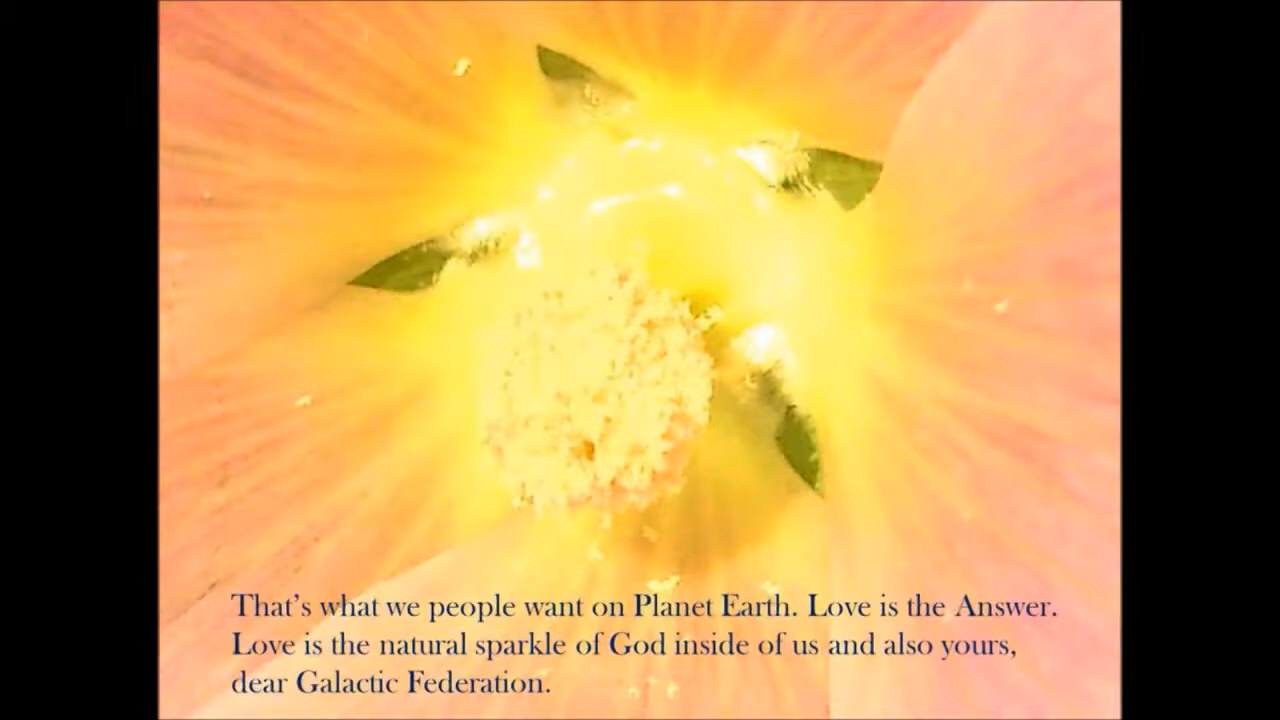 That’s what we people want on Planet Earth. Love is the Answer.
Love is the natural sparkle of God inside of us and also yours,
dear Galactic Federation.